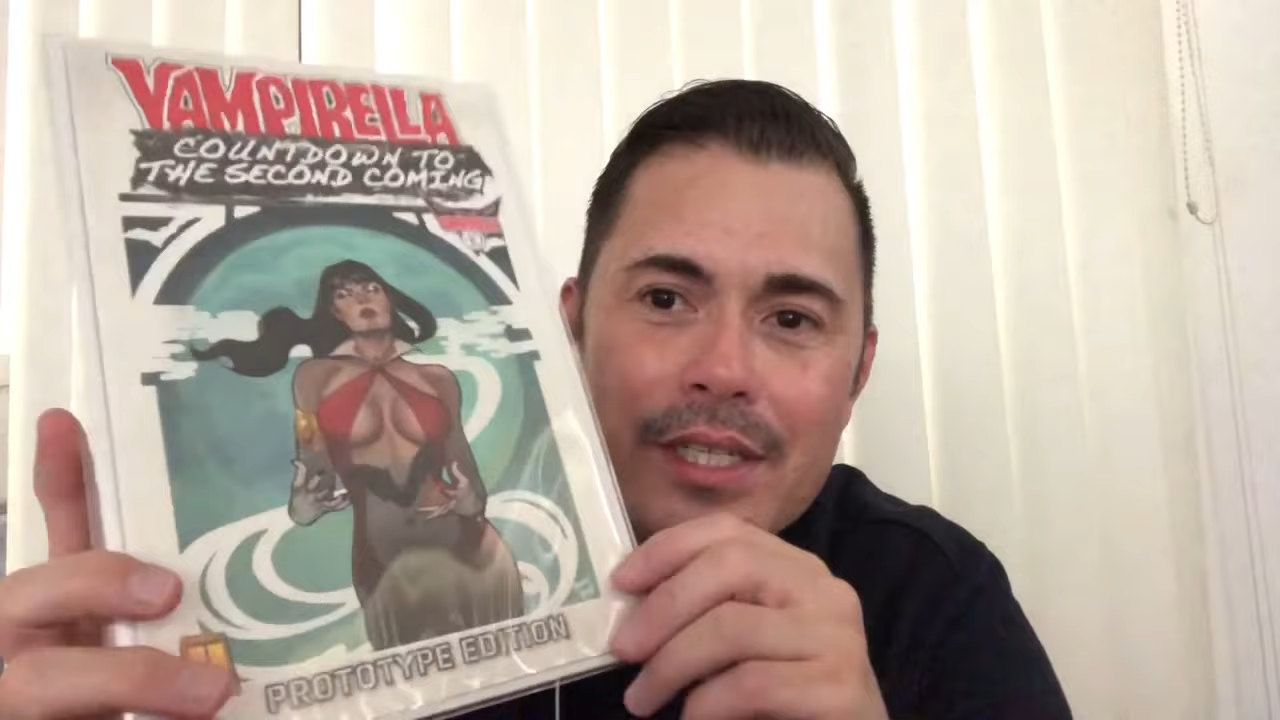 VAMPIRELLA
COUNTDOWN TO
THE SECOND COMING
PROTOTYPE EDITION